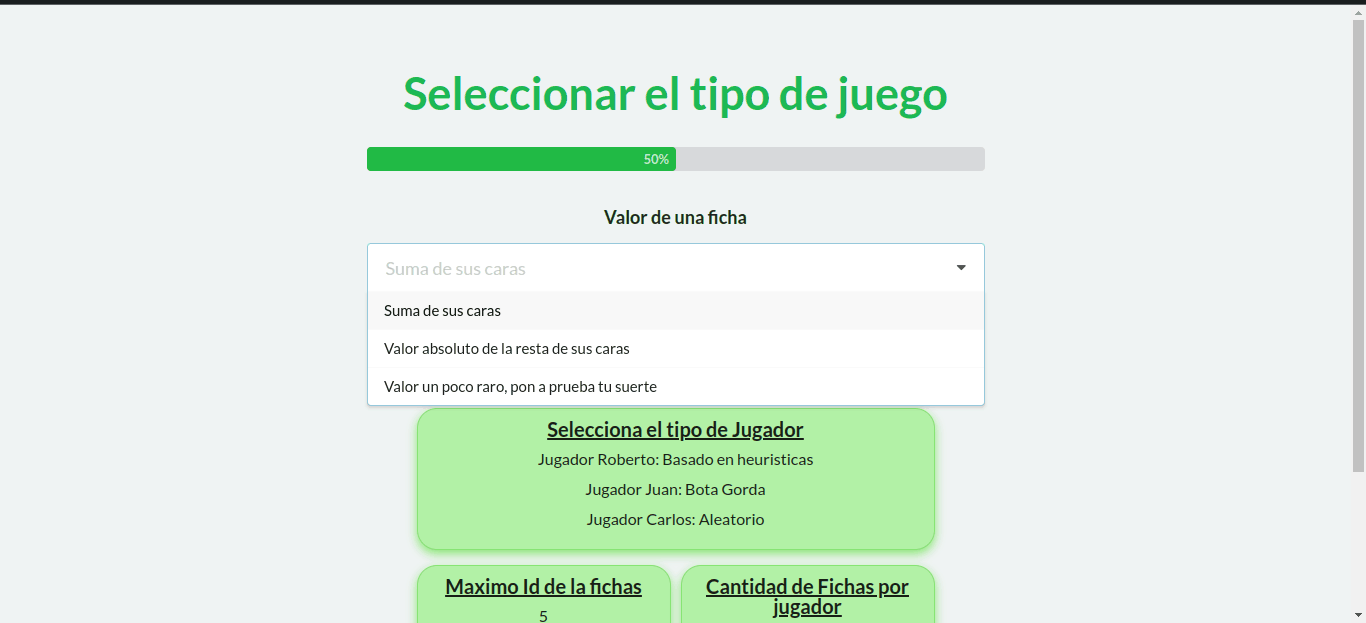 Seleccionar el tipo de juego
50%
Valor de una ficha
Suma de sus caras
Suma de sus caras
Valor absoluto de la resta de sus caras
Valor un poco raro, pon a prueba tu suerte
Selecciona el tipo de Jugador
Jugador Roberto: Basado en heuristicas
Jugador Juan: Bota Gorda
Jugador Carlos: Aleatorio
Maximo Id de la fichas
5
Cantidad de Fichas por
jugador